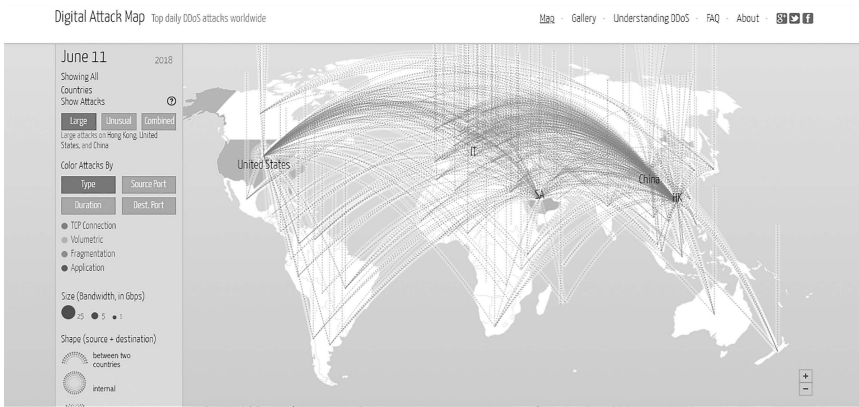 Digital Attack Map Top daily DDoS attacks worldwide
Map · Gallery · Understanding DDoS · FAQ · About ·
June 11 2018
Showing All
Countries
Show Attacks ?
Large Unusual Combined
Large attacks on Hong Kong, United
States, and China
Color Attacks By
Type Source Port
Duration Dest. Port
TCP Connection
Volumetric
Fragmentation
Application
Size (Bandwidth, in Gbps)
25 5 1
Shape (source + destination)
between two
countries
internal
United States
IT
SA
China
HK
+
−